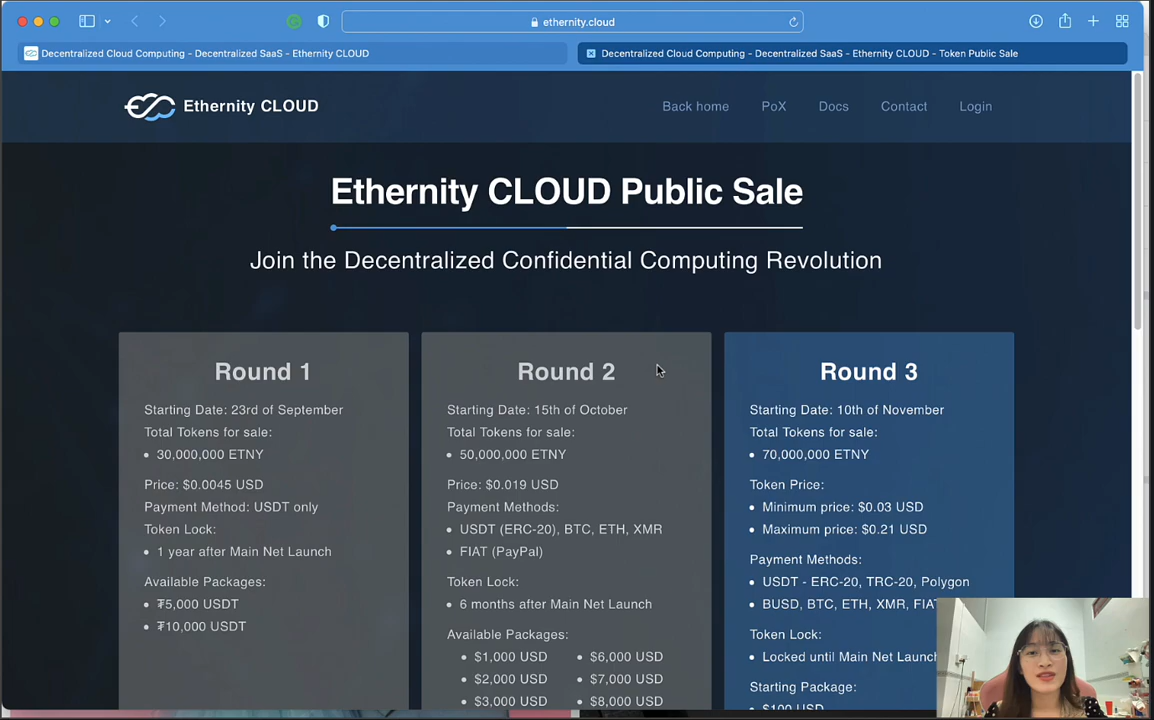 ethernity.cloud
Decentralized Cloud Computing - Decentralized SaaS - Ethernity CLOUD
Decentralized Cloud Computing - Decentralized SaaS - Ethernity CLOUD - Token Public Sale
Ethernity CLOUD
Back home
PoX
Docs
Contact
Login
Ethernity CLOUD Public Sale
Join the Decentralized Confidential Computing Revolution
Round 1
Starting Date: 23rd of September
Total Tokens for sale:
• 30,000,000 ETNY
Price: $0.0045 USD
Payment Method: USDT only
Token Lock:
• 1 year after Main Net Launch
Available Packages:
• ₮5,000 USDT
• ₮10,000 USDT
Round 2
Starting Date: 15th of October
Total Tokens for sale:
• 50,000,000 ETNY
Price: $0.019 USD
Payment Methods:
• USDT (ERC-20), BTC, ETH, XMR
• FIAT (PayPal)
Token Lock:
• 6 months after Main Net Launch
Available Packages:
• $1,000 USD • $6,000 USD
• $2,000 USD • $7,000 USD
• $3,000 USD • $8,000 USD
Round 3
Starting Date: 10th of November
Total Tokens for sale:
• 70,000,000 ETNY
Token Price:
• Minimum price: $0.03 USD
• Maximum price: $0.21 USD
Payment Methods:
• USDT - ERC-20, TRC-20, Polygon
• BUSD, BTC, ETH, XMR,
Token Lock:
• Locked until Main Net Launch
Starting Package:
• $100 USD